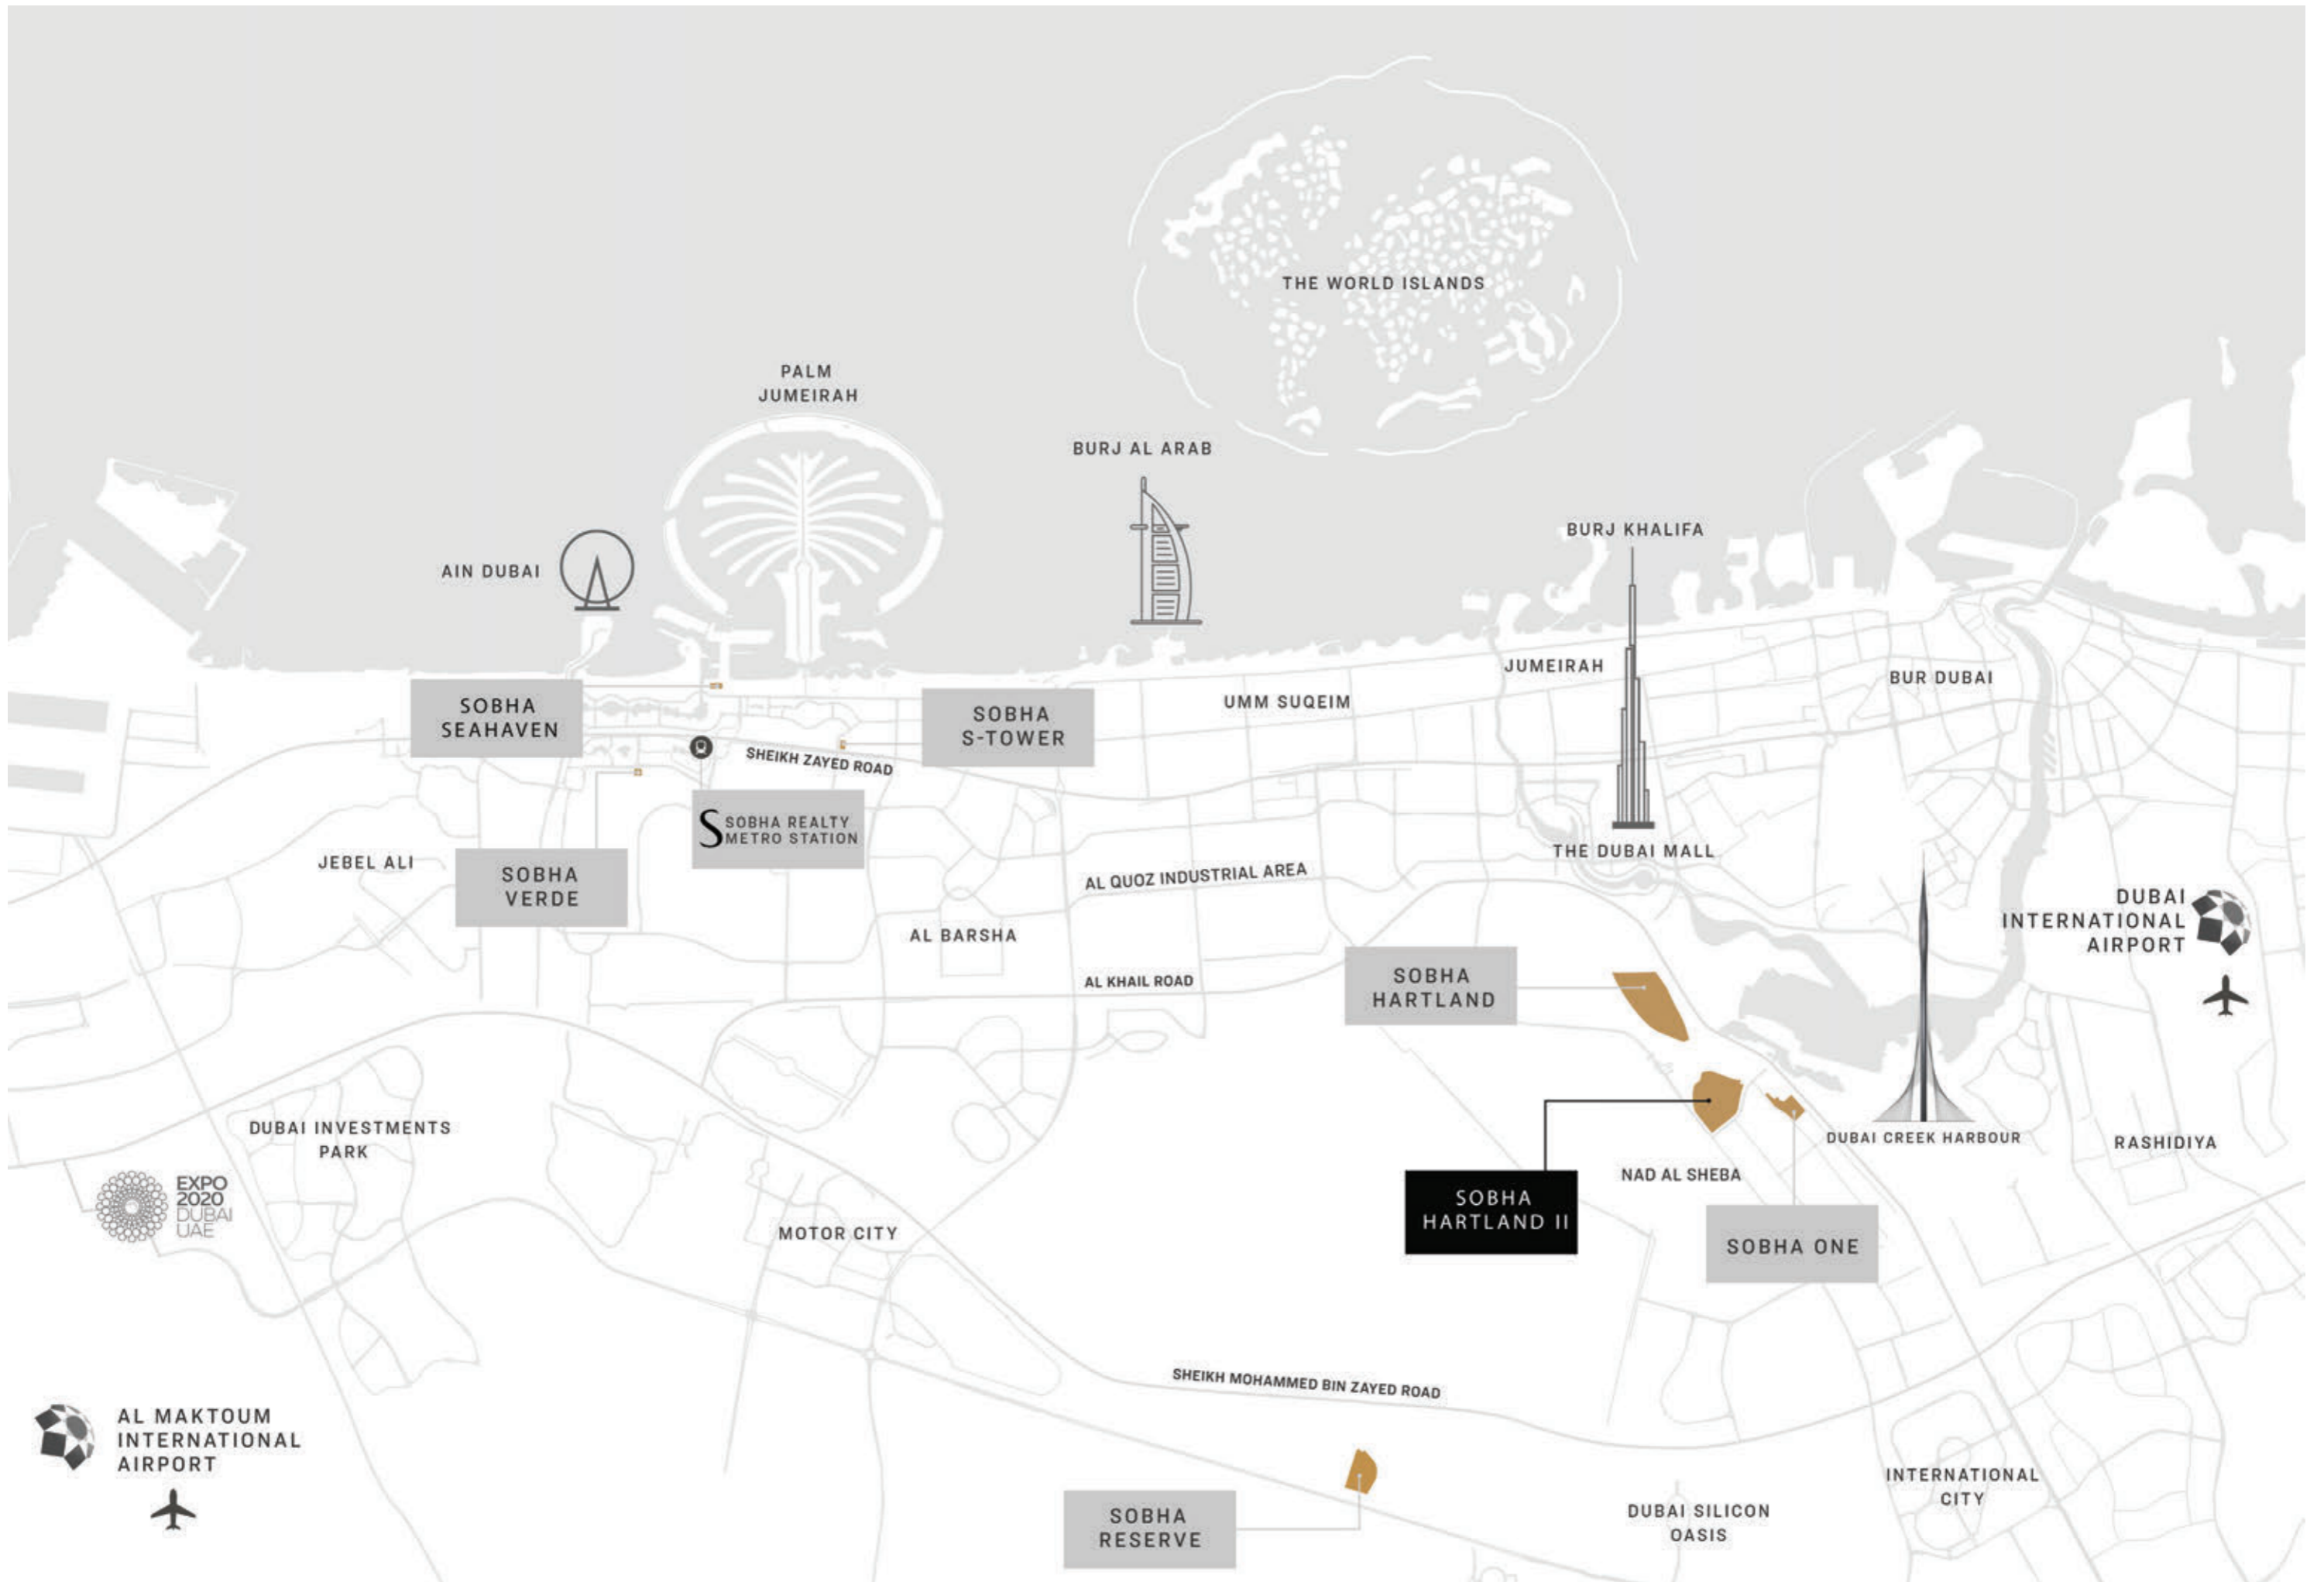 THE WORLD ISLANDS
PALM
JUMEIRAH
BURJ AL ARAB
BURJ KHALIFA
AIN DUBAI
JUMEIRAH
BUR DUBAI
UMM SUQEIM
SOBHA
SEAHAVEN
SOBHA
S-TOWER
SHEIKH ZAYED ROAD
S SOBHA REALTY
METRO STATION
THE DUBAI MALL
JEBEL ALI
SOBHA
VERDE
AL QUOZ INDUSTRIAL AREA
DUBAI
INTERNATIONAL
AIRPORT
AL BARSHA
AL KHAIL ROAD
SOBHA
HARTLAND
DUBAI INVESTMENTS
PARK
DUBAI CREEK HARBOUR
RASHIDIYA
NAD AL SHEBA
EXPO
2020
DUBAI
UAE
SOBHA
HARTLAND II
MOTOR CITY
SOBHA ONE
SHEIKH MOHAMMED BIN ZAYED ROAD
AL MAKTOUM
INTERNATIONAL
AIRPORT
INTERNATIONAL
CITY
DUBAI SILICON
OASIS
SOBHA
RESERVE